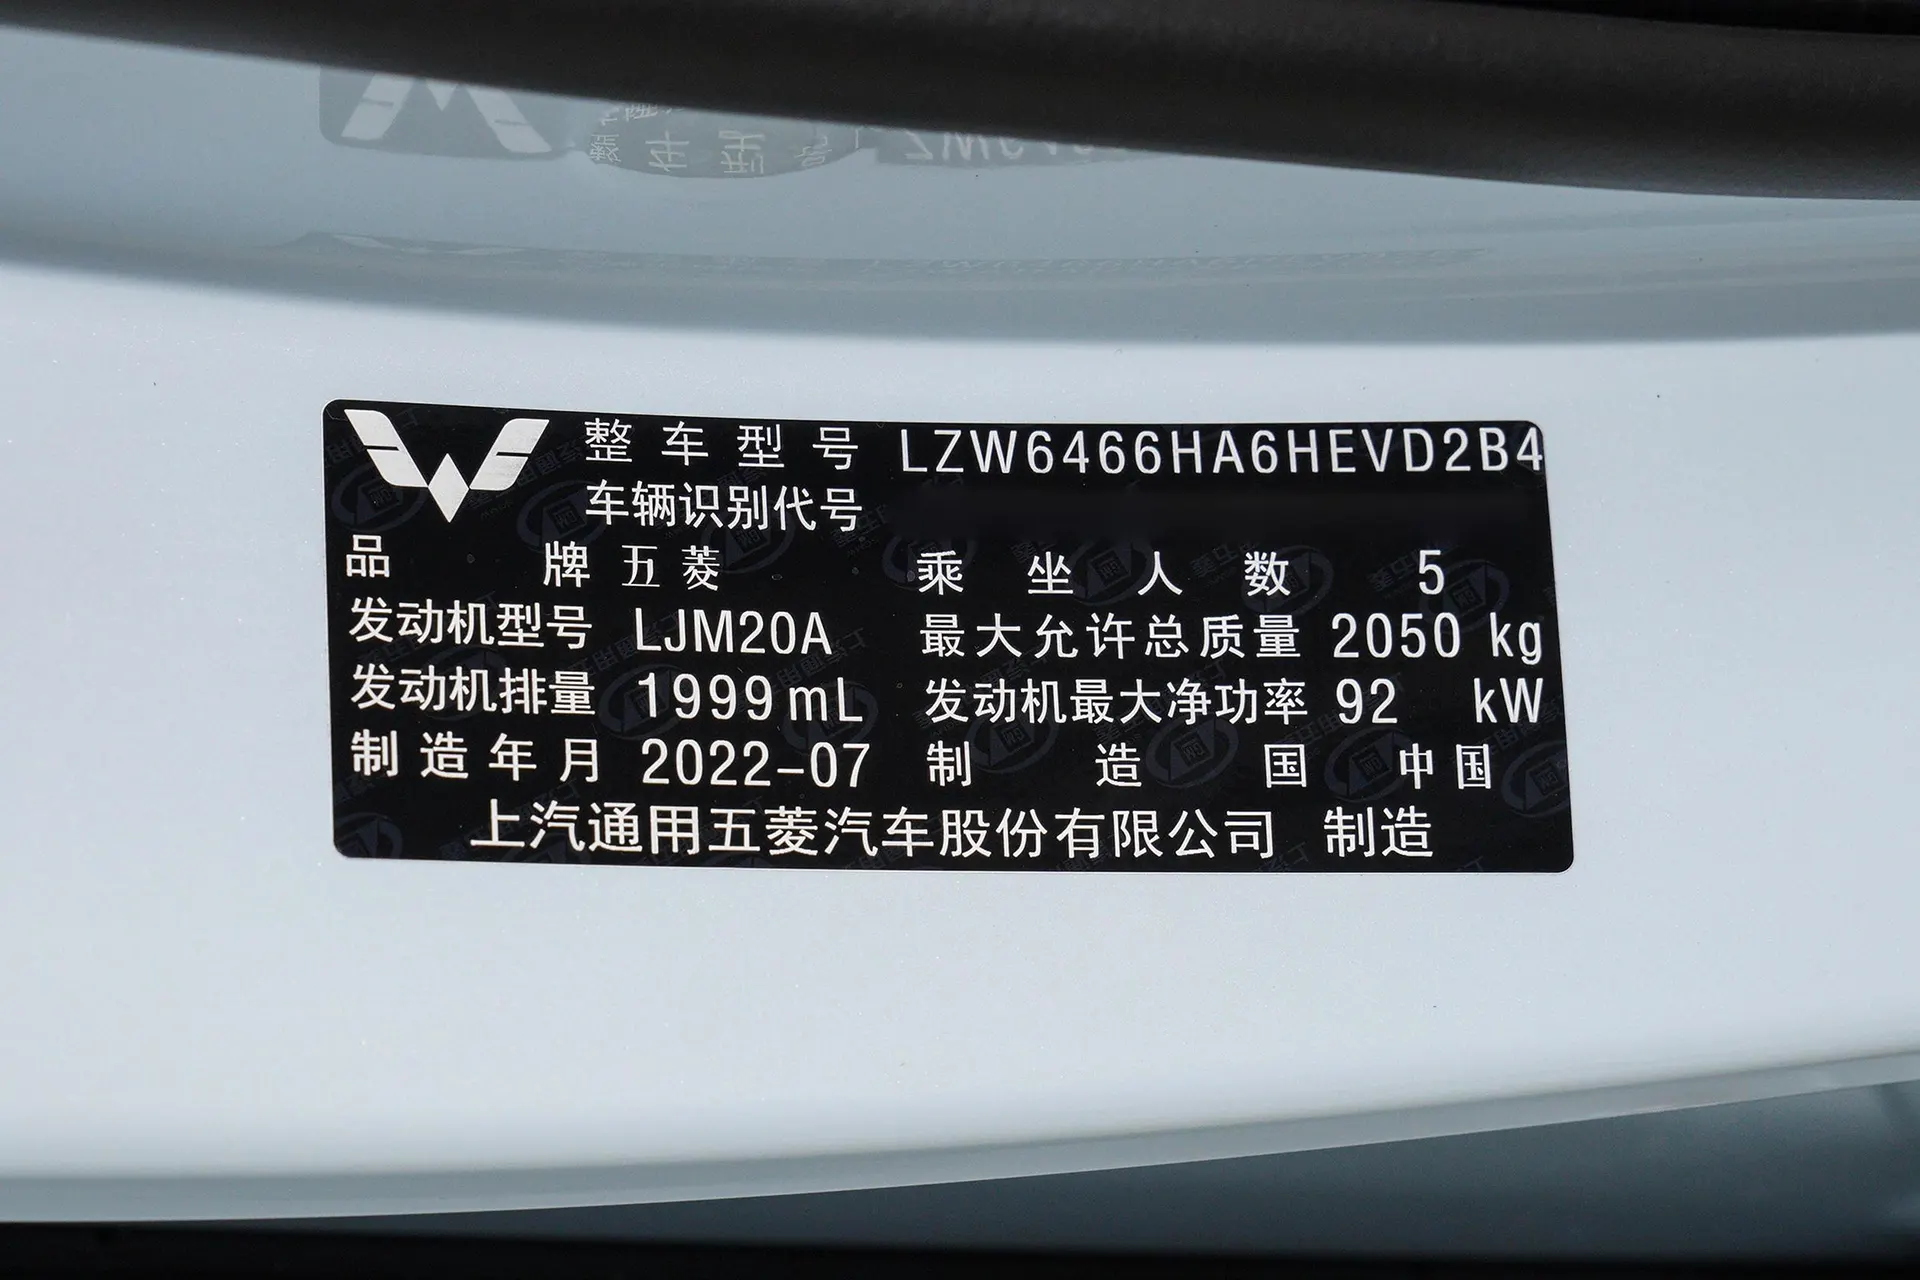 整车型号 LZW6466HA6HEVD2B4
车辆识别代号
品牌 五菱 乘坐人数 5
发动机型号 LJM20A 最大允许总质量 2050 kg
发动机排量 1999mL 发动机最大净功率 92 kW
制造年月 2022-07 制造国 中国
上汽通用五菱汽车股份有限公司 制造